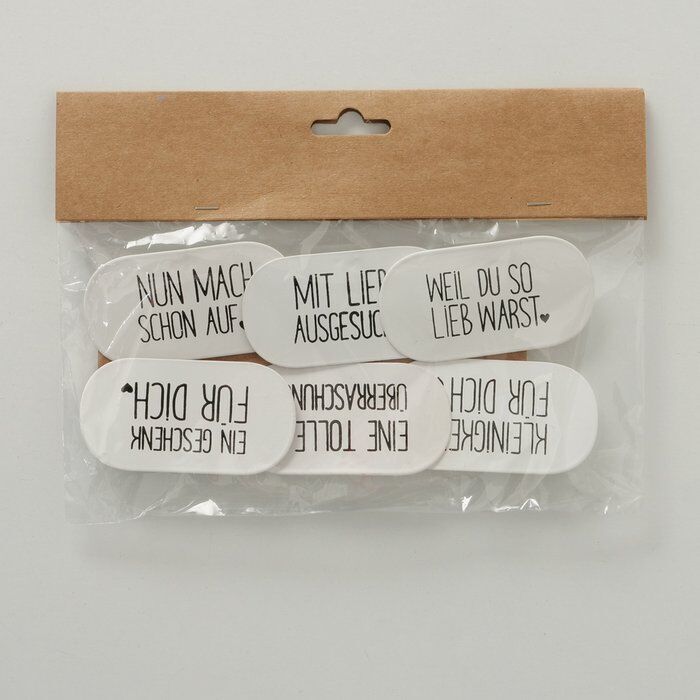 NUN MACH
SCHON AUF
MIT LIEB
AUSGESUC
WEIL DU SO
LIEB WARST
EIN GESCHENK
FÜR DICH
EINE TOLLE
ÜBERRASCHUN
KLEINIGKE
FÜR DICH